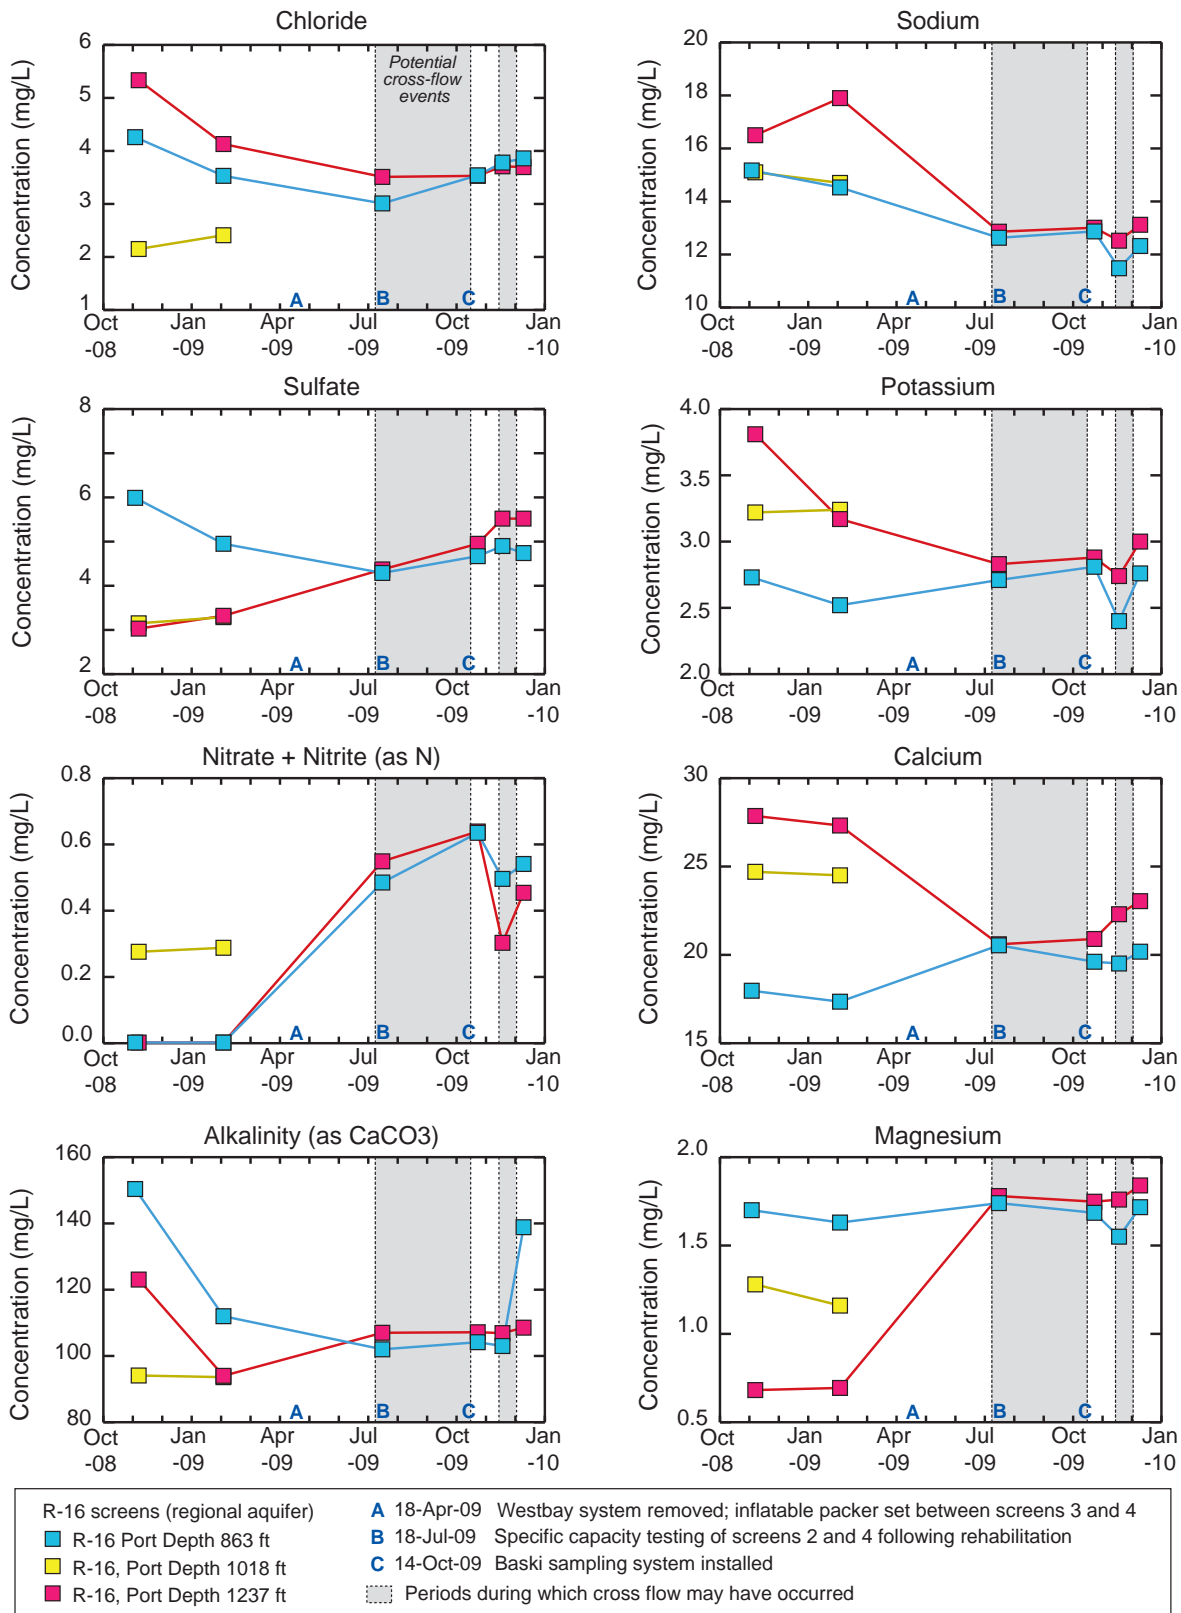 Chloride
Concentration (mg/L)
6
5
4
3
2
1
Potential
cross-flow
events
A
B
C
Oct Jan Apr Jul Oct Jan
-08 -09 -09 -09 -09 -10
Sodium
Concentration (mg/L)
20
18
16
14
12
10
A
B
C
Oct Jan Apr Jul Oct Jan
-08 -09 -09 -09 -09 -10
Sulfate
Concentration (mg/L)
8
6
4
2
A
B
C
Oct Jan Apr Jul Oct Jan
-08 -09 -09 -09 -09 -10
Potassium
Concentration (mg/L)
4.0
3.5
3.0
2.5
2.0
A
B
C
Oct Jan Apr Jul Oct Jan
-08 -09 -09 -09 -09 -10
Nitrate + Nitrite (as N)
Concentration (mg/L)
0.8
0.6
0.4
0.2
0.0
A
B
C
Oct Jan Apr Jul Oct Jan
-08 -09 -09 -09 -09 -10
Calcium
Concentration (mg/L)
30
25
20
15
A
B
C
Oct Jan Apr Jul Oct Jan
-08 -09 -09 -09 -09 -10
Alkalinity (as CaCO3)
Concentration (mg/L)
160
140
120
100
80
A
B
C
Oct Jan Apr Jul Oct Jan
-08 -09 -09 -09 -09 -10
Magnesium
Concentration (mg/L)
2.0
1.5
1.0
0.5
A
B
C
Oct Jan Apr Jul Oct Jan
-08 -09 -09 -09 -09 -10
R-16 screens (regional aquifer)
R-16 Port Depth 863 ft
R-16, Port Depth 1018 ft
R-16, Port Depth 1237 ft
A 18-Apr-09 Westbay system removed; inflatable packer set between screens 3 and 4
B 18-Jul-09 Specific capacity testing of screens 2 and 4 following rehabilitation
C 14-Oct-09 Baski sampling system installed
Periods during which cross flow may have occurred